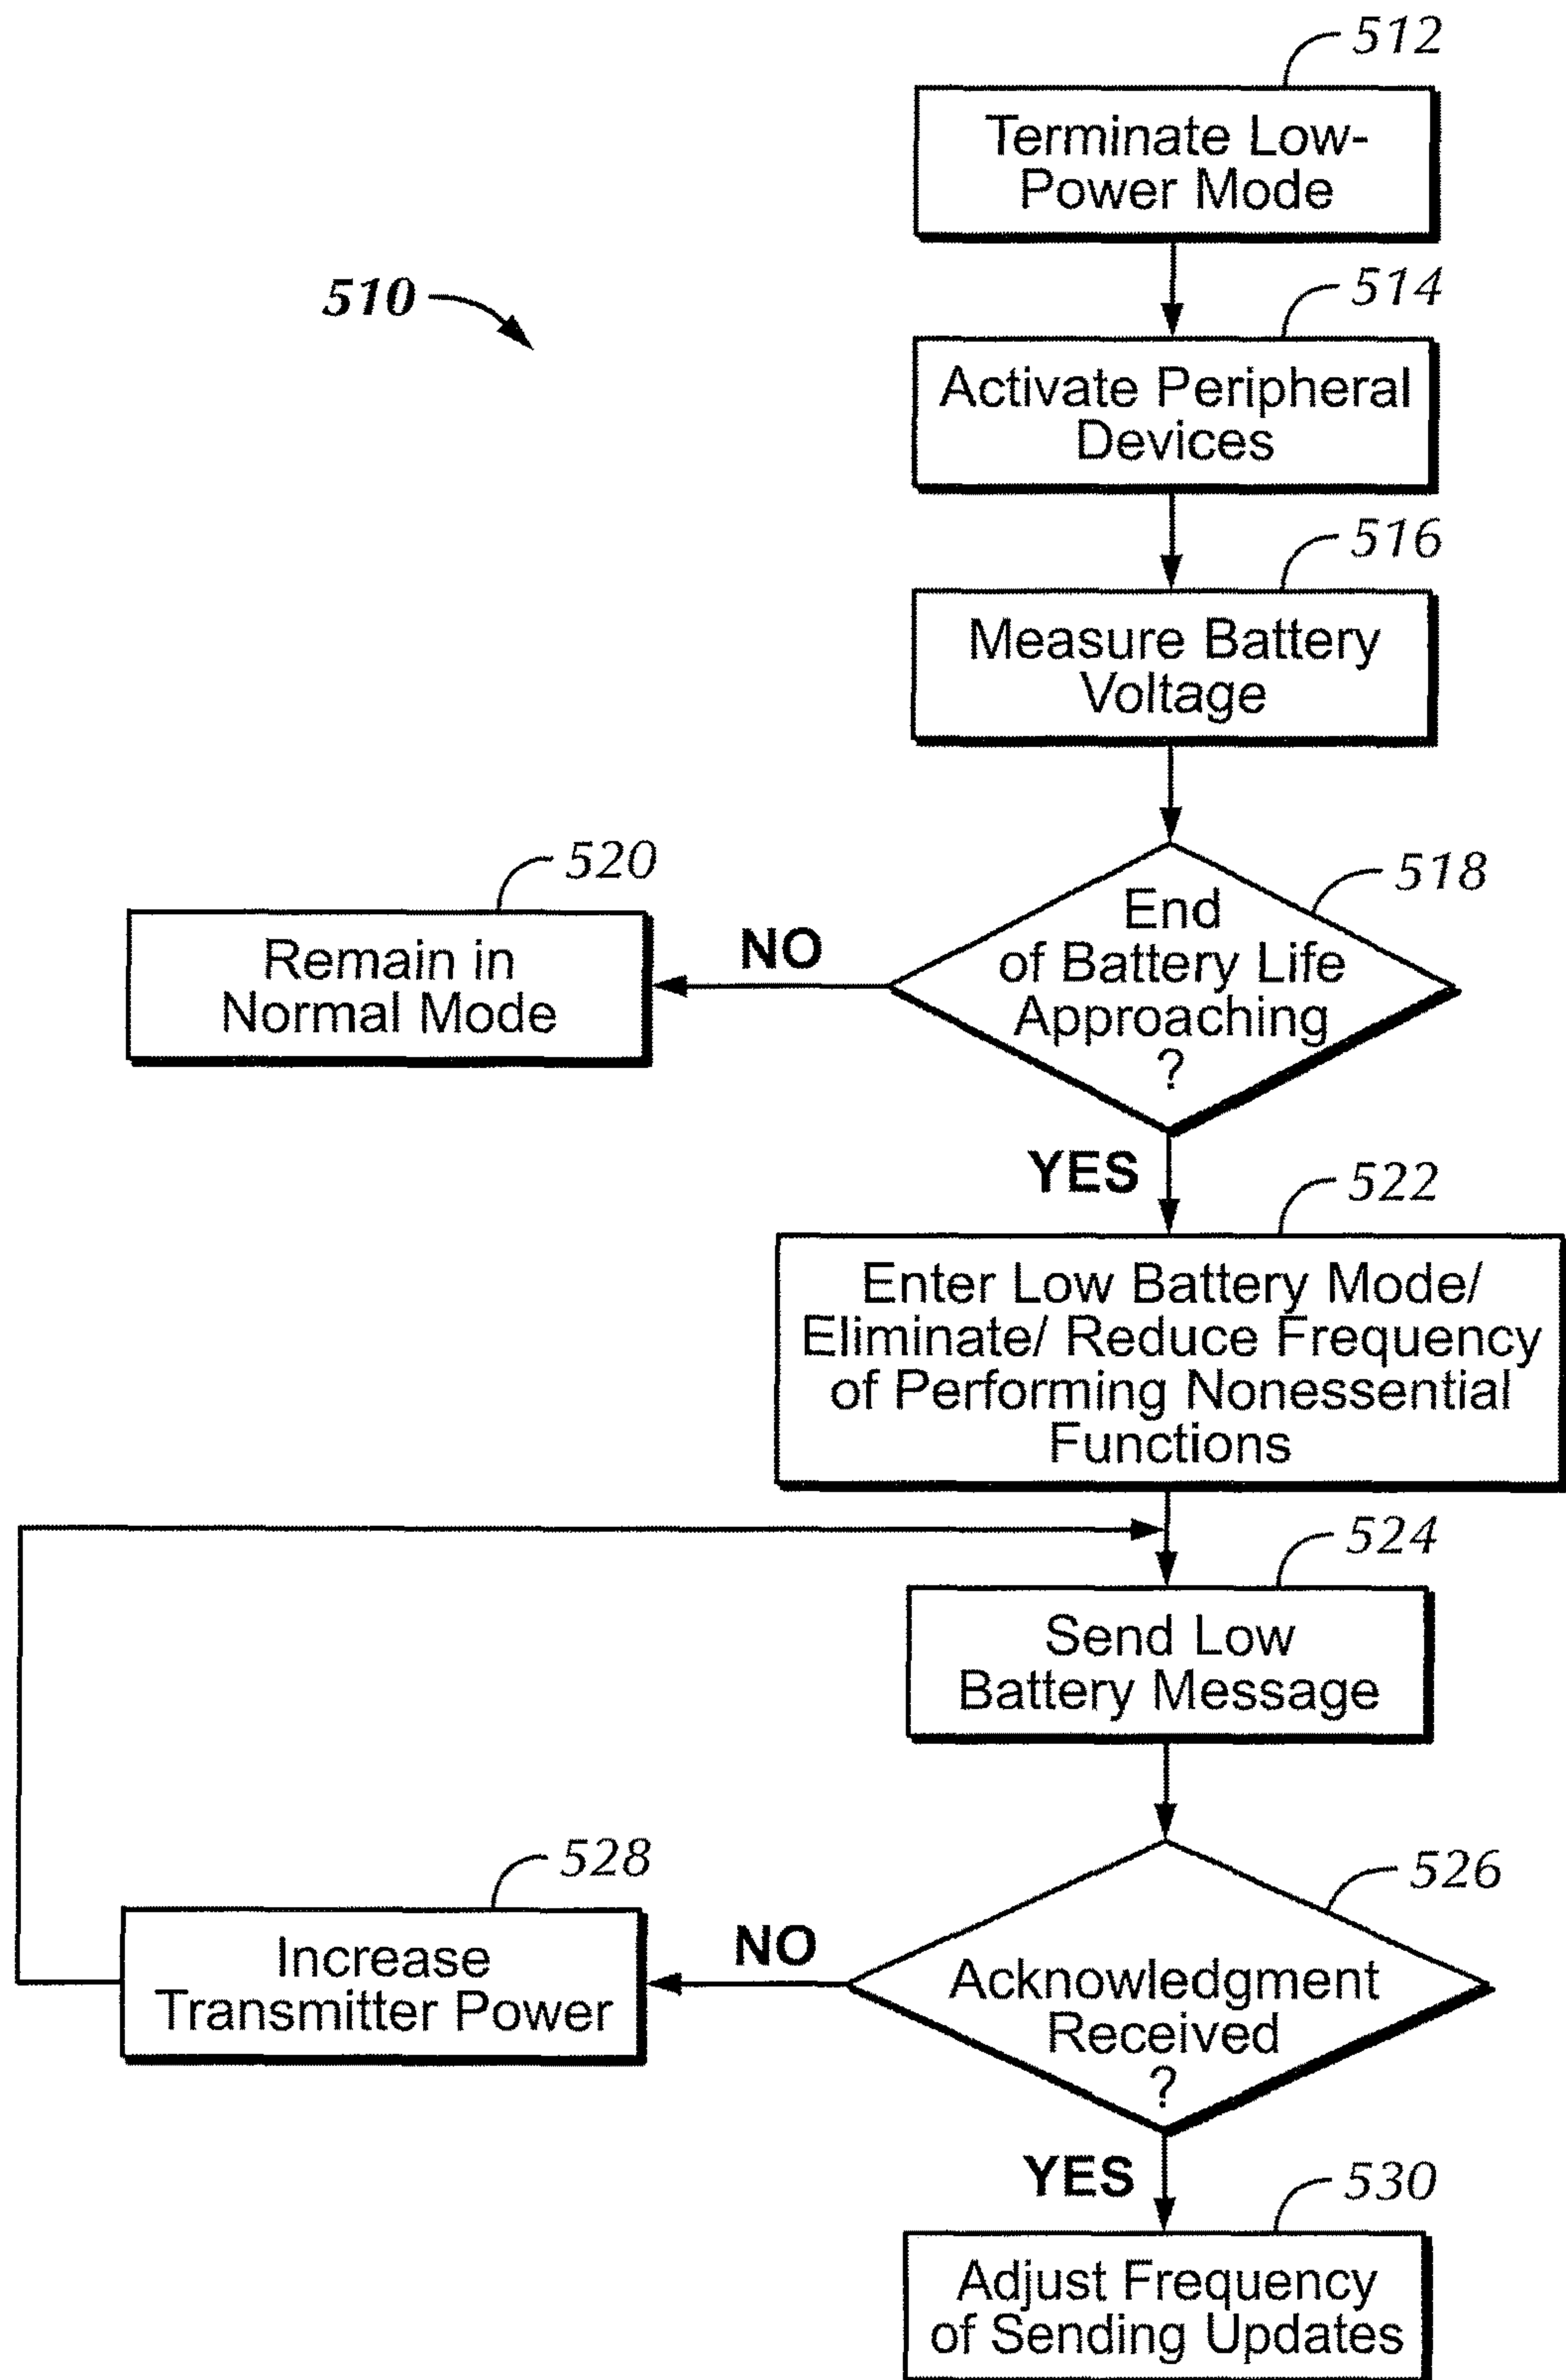 512
Terminate Low-
Power Mode
510
514
Activate Peripheral
Devices
516
Measure Battery
Voltage
518
End
of Battery Life
Approaching
?
NO
520
Remain in
Normal Mode
YES
522
Enter Low Battery Mode/
Eliminate/ Reduce Frequency
of Performing Nonessential
Functions
524
Send Low
Battery Message
526
Acknowledgment
Received
?
NO
528
Increase
Transmitter Power
YES
530
Adjust Frequency
of Sending Updates